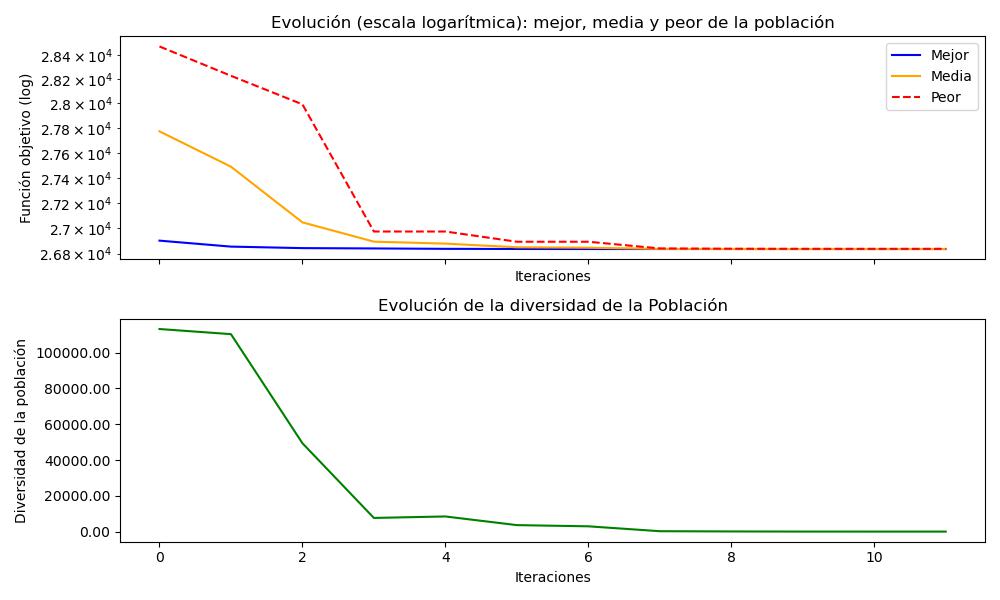 Evolución (escala logarítmica): mejor, media y peor de la población
Función objetivo (log)
2.84 × 10⁴
2.82 × 10⁴
2.8 × 10⁴
2.78 × 10⁴
2.76 × 10⁴
2.74 × 10⁴
2.72 × 10⁴
2.7 × 10⁴
2.68 × 10⁴
Mejor
Media
Peor
Iteraciones
Evolución de la diversidad de la Población
Diversidad de la población
100000.00
80000.00
60000.00
40000.00
20000.00
0.00
0 2 4 6 8 10
Iteraciones